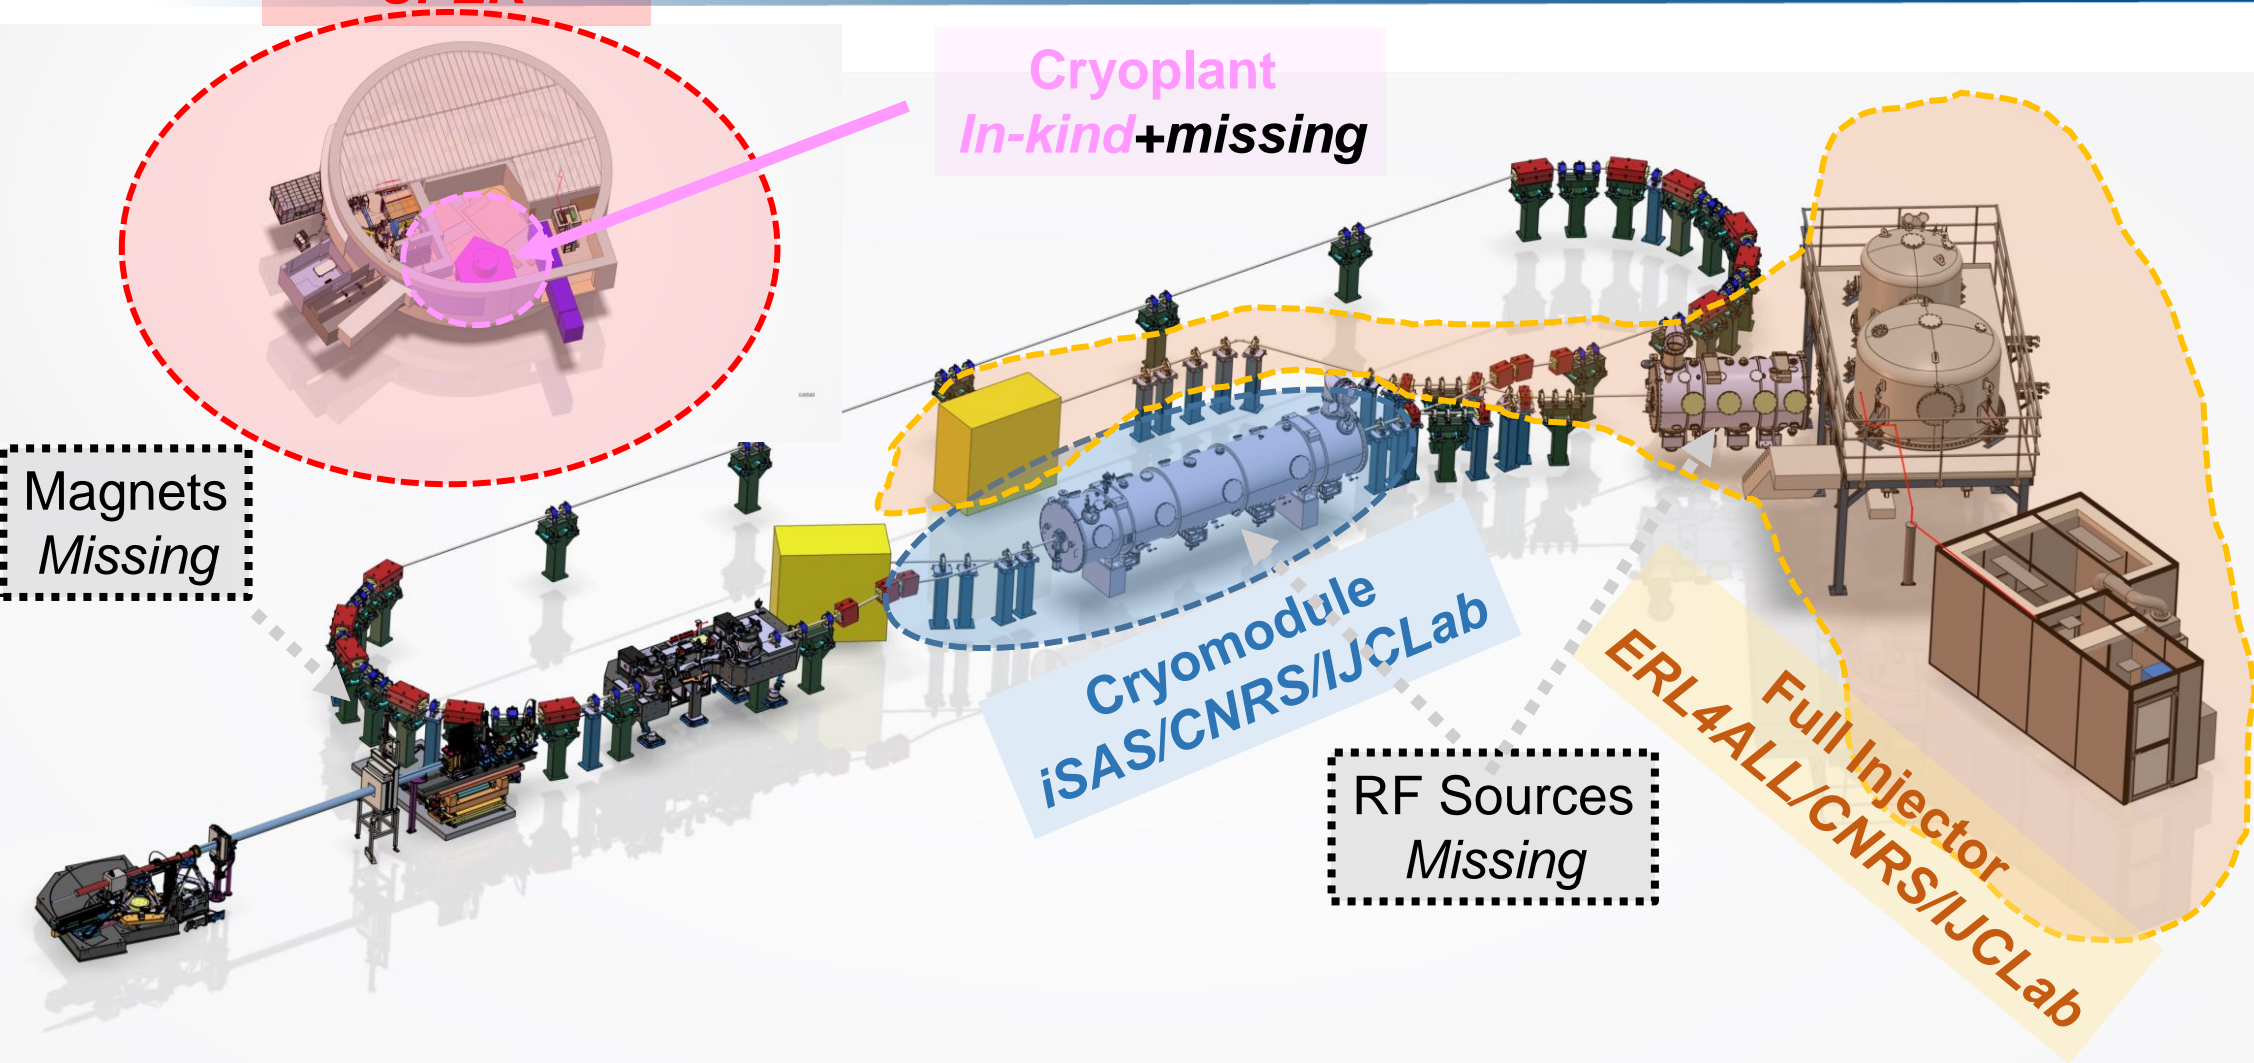 Cryoplant
In-kind+missing
Magnets
Missing
Cryomodule
iSAS/CNRS/IJCLab
RF Sources
Missing
Full Injector
ERL4ALL/CNRS/IJCLab